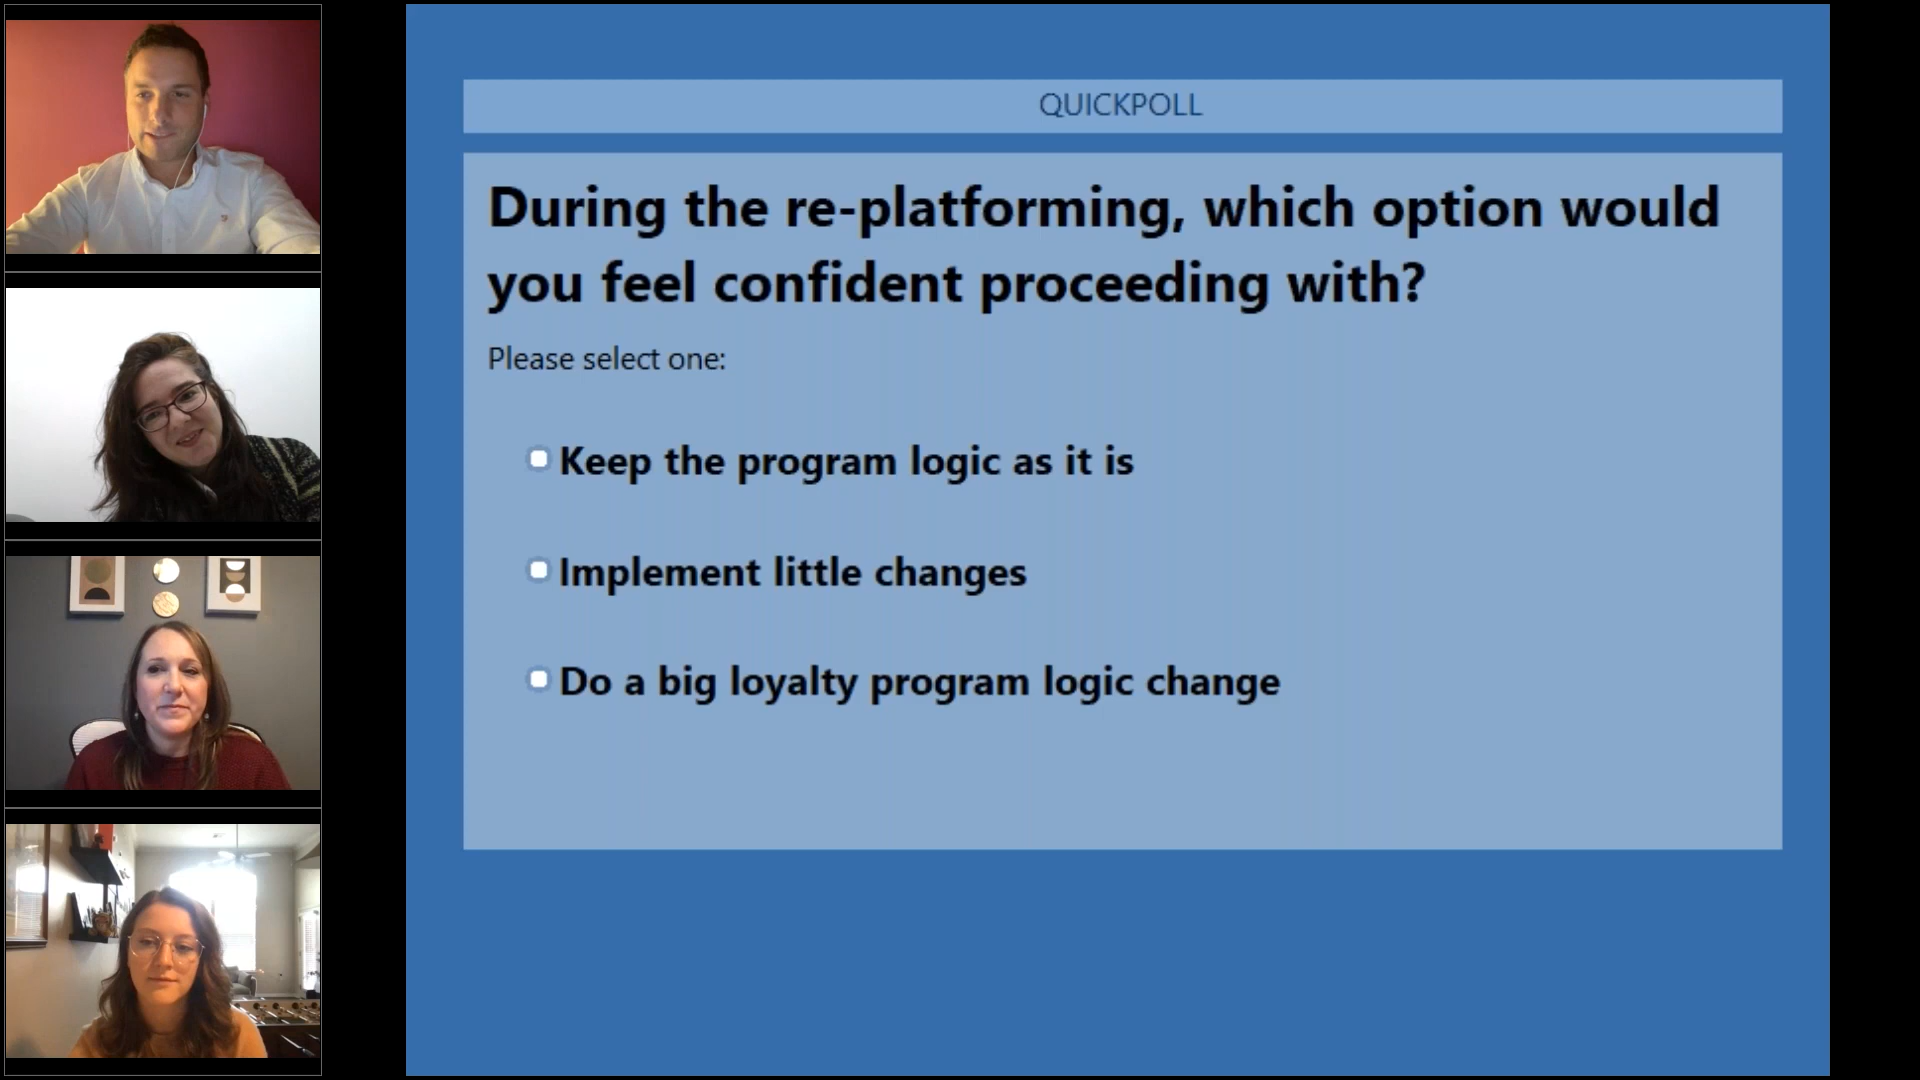 QUICKPOLL
During the re-platforming, which option would
you feel confident proceeding with?
Please select one:
Keep the program logic as it is
Implement little changes
Do a big loyalty program logic change